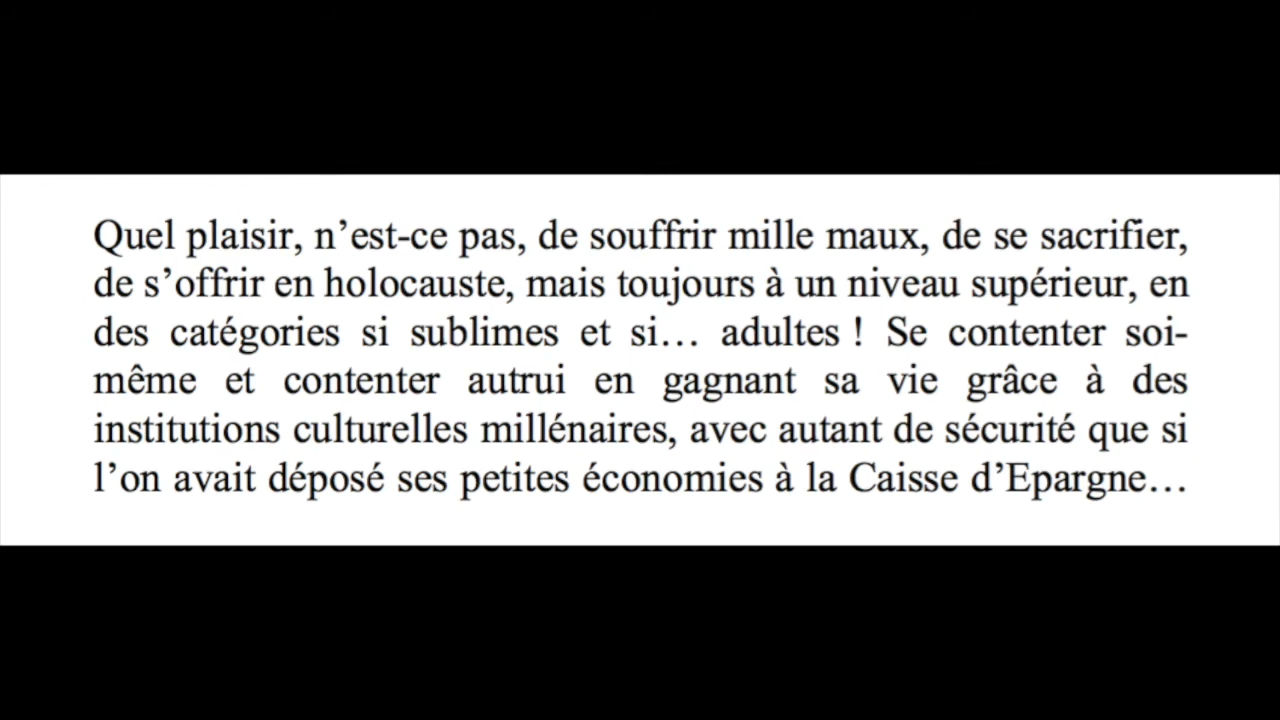 Quel plaisir, n’est-ce pas, de souffrir mille maux, de se sacrifier,
de s’offrir en holocauste, mais toujours à un niveau supérieur, en
des catégories si sublimes et si… adultes ! Se contenter soi-
même et contenter autrui en gagnant sa vie grâce à des
institutions culturelles millénaires, avec autant de sécurité que si
l’on avait déposé ses petites économies à la Caisse d’Epargne…